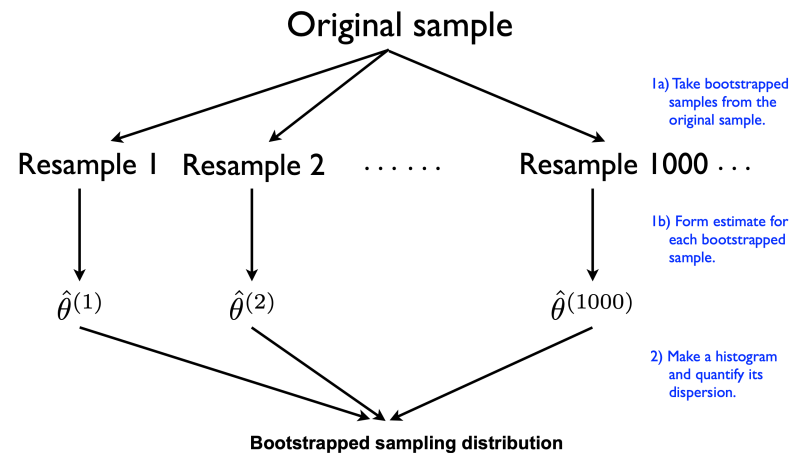 Original sample
1a) Take bootstrapped
samples from the
original sample.
Resample 1 Resample 2 ...... Resample 1000 ...
1b) Form estimate for
each bootstrapped
sample.
θ̂⁽¹⁾ θ̂⁽²⁾ θ̂⁽¹⁰⁰⁰⁾
2) Make a histogram
and quantify its
dispersion.
Bootstrapped sampling distribution